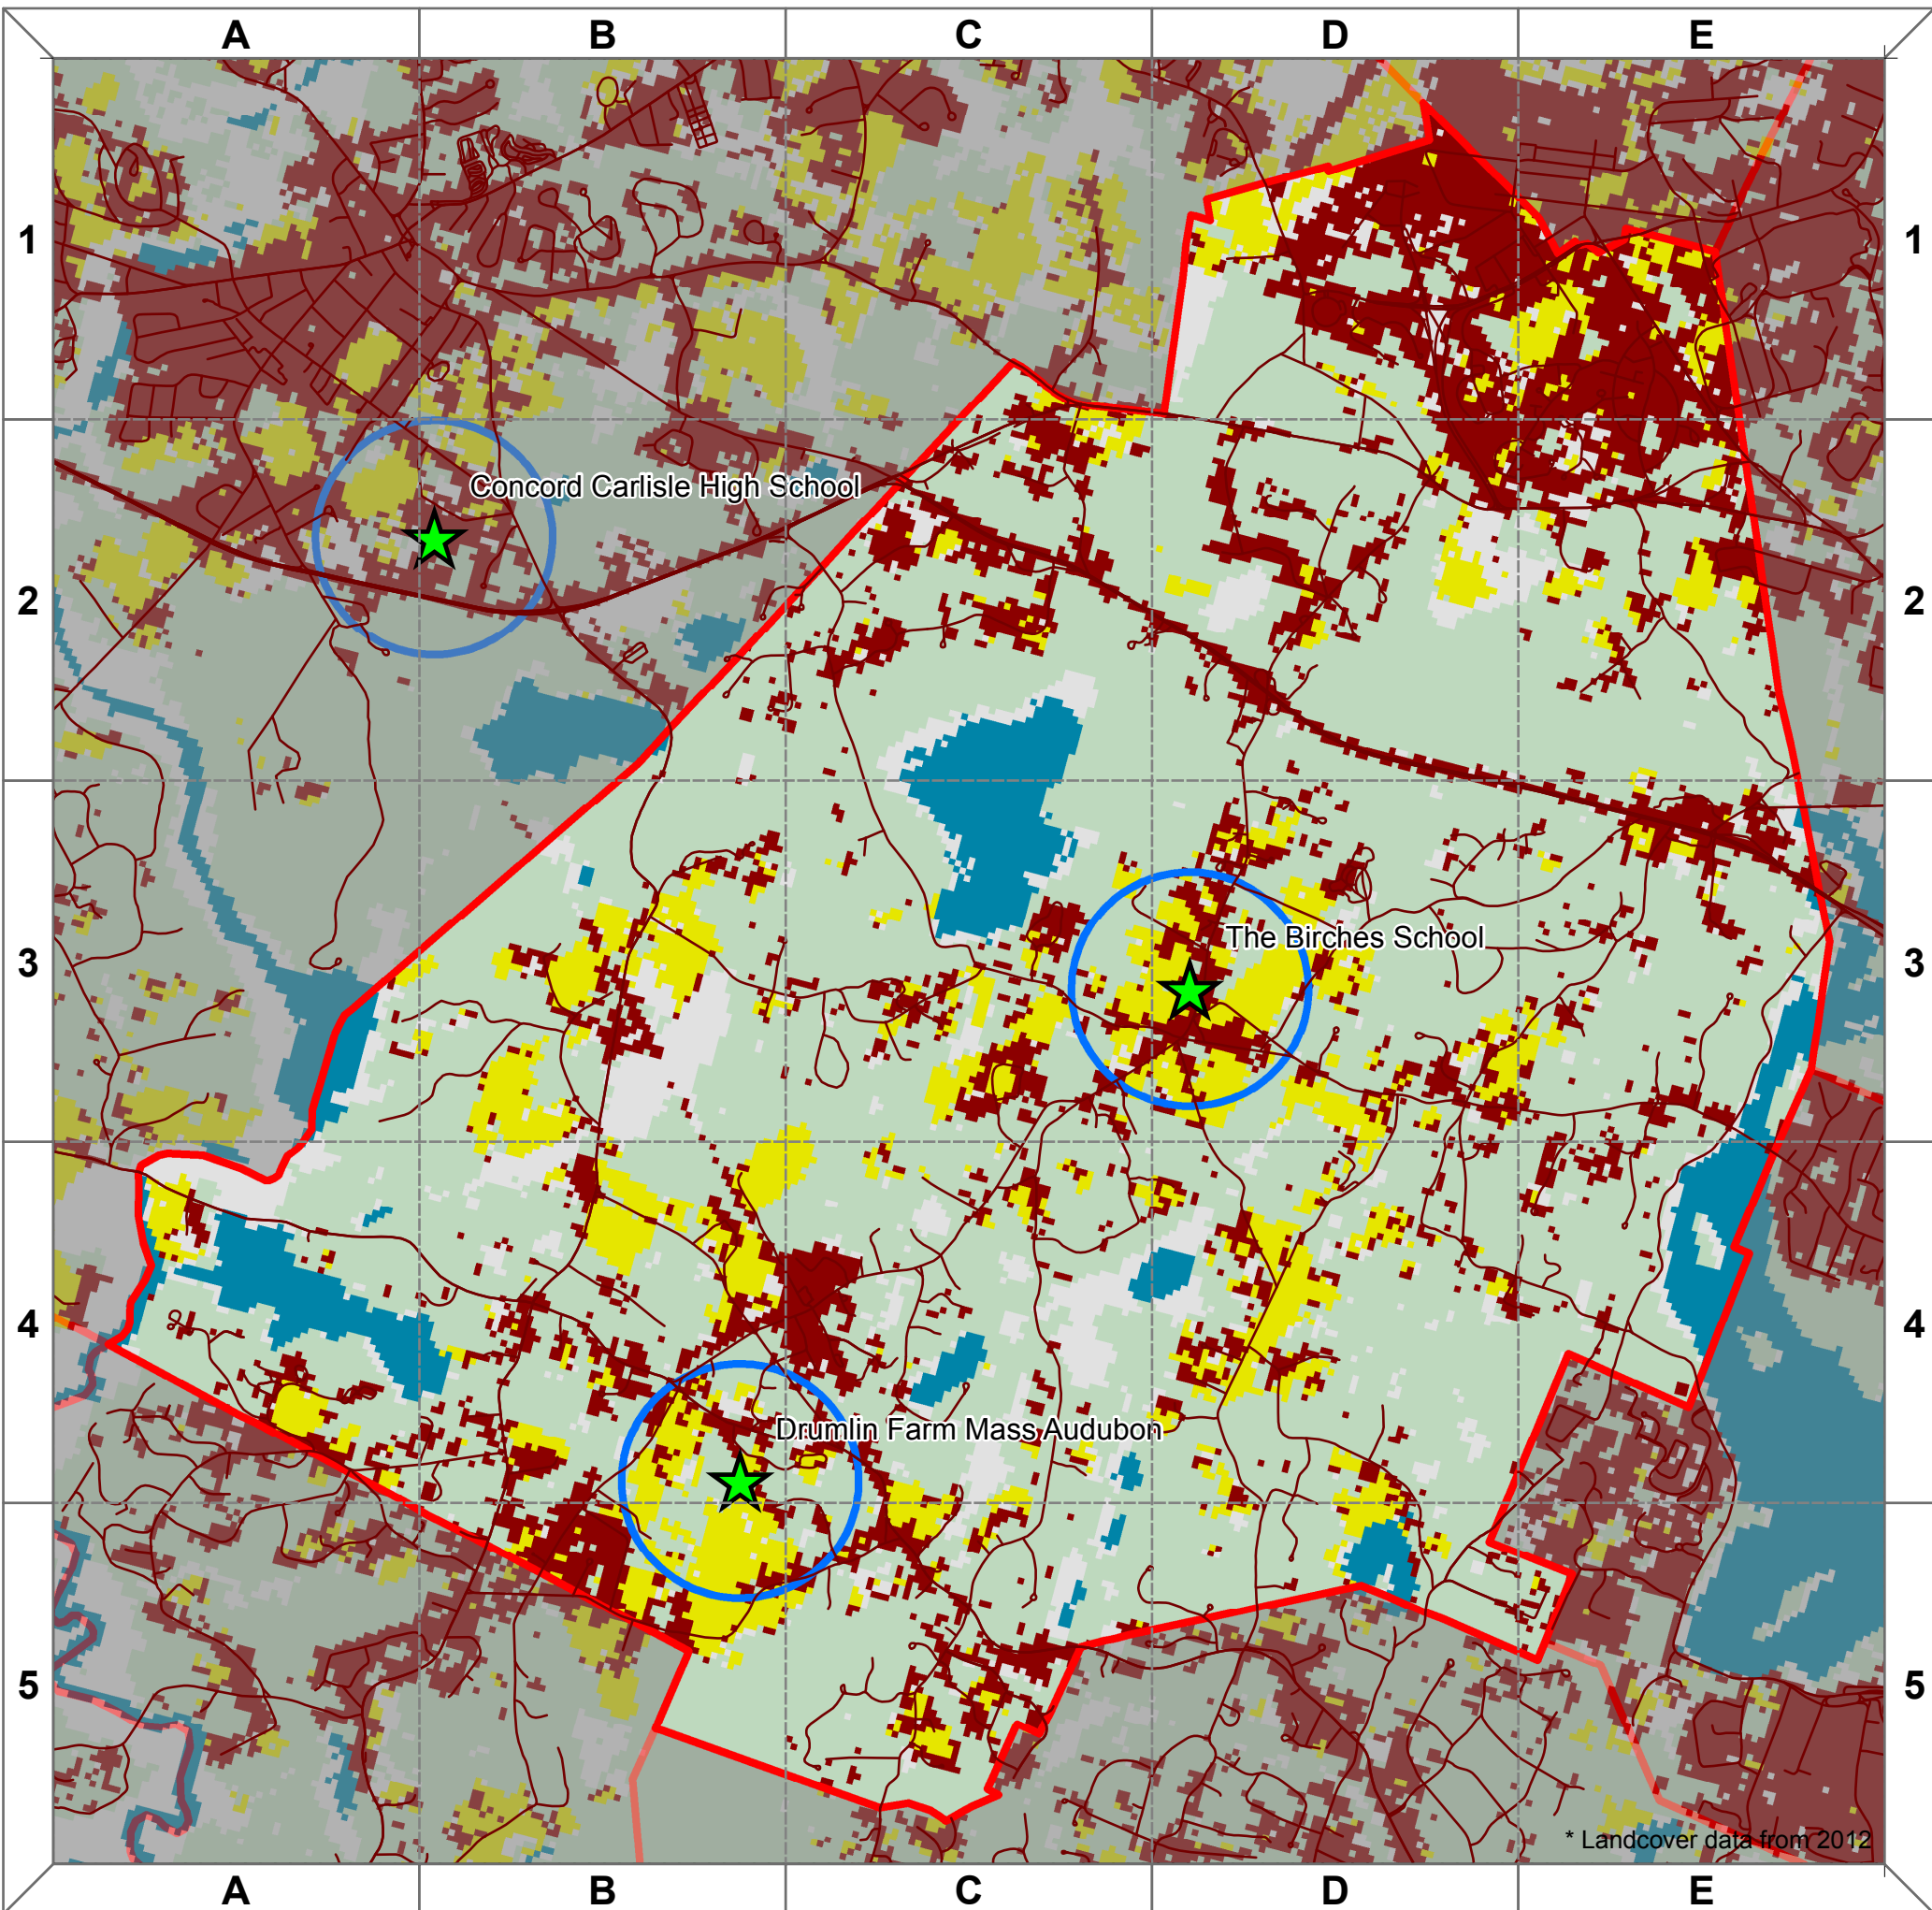 A B C D E
1 1
Concord Carlisle High School
2 2
The Birches School
3 3
4 4
Drumlin Farm Mass Audubon
5 5
* Landcover data from 2012
A B C D E